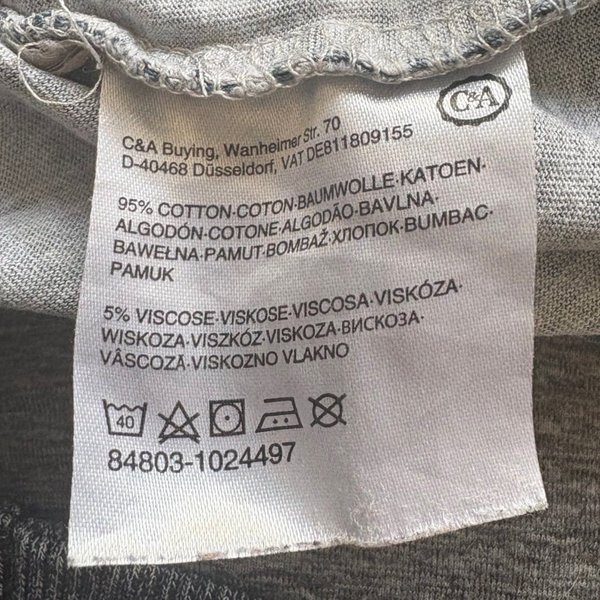 C&A
C&A Buying, Wanheimer Str. 70
D-40468 Düsseldorf, VAT DE811809155
95% COTTON·COTON·BAUMWOLLE·KATOEN·
ALGODÓN·COTONE·ALGODÃO·BAVLNA·
BAWEŁNA·PAMUT·BOMBAŽ·ХЛОПОК·BUMBAC·
PAMUK
5% VISCOSE·VISKOSE·VISCOSA·VISKÓZA·
WISKOZA·VISZKÓZ·VISKOZA·ВИСКОЗА·
VÂSCOZĂ·VISKOZNO VLAKNO
40
84803-1024497